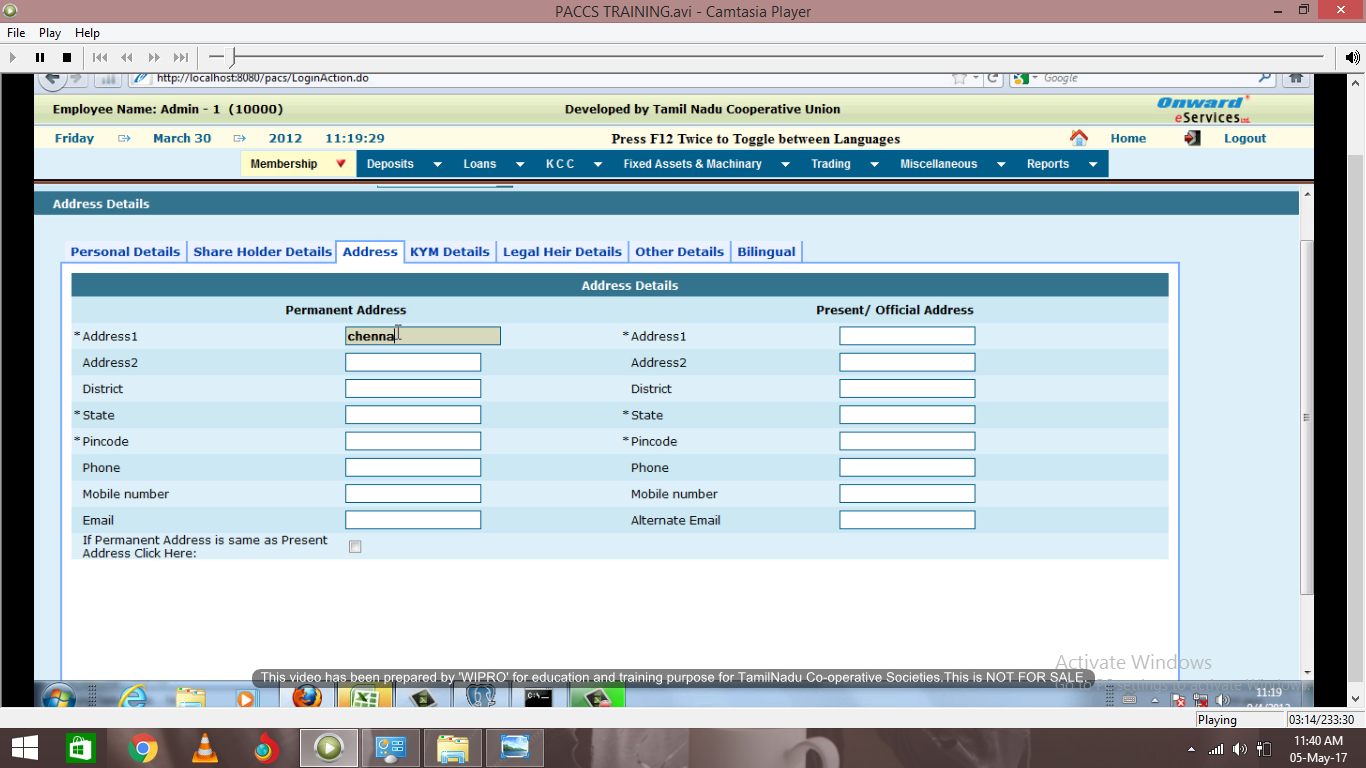 PACCS TRAINING.avi - Camtasia Player
File Play Help
http://localhost:8080/pacs/LoginAction.do
Google
Employee Name: Admin - 1 (10000) Developed by Tamil Nadu Cooperative Union
Onward
eServices Ltd.
Friday March 30 2012 11:19:29 Press F12 Twice to Toggle between Languages Home Logout
Membership Deposits Loans K C C Fixed Assets & Machinary Trading Miscellaneous Reports
Address Details
Personal Details Share Holder Details Address KYM Details Legal Heir Details Other Details Bilingual
Address Details
Permanent Address Present/ Official Address
*Address1 chenna *Address1
Address2 Address2
District District
*State *State
*Pincode *Pincode
Phone Phone
Mobile number Mobile number
Email Alternate Email
If Permanent Address is same as Present
Address Click Here:
Activate Windows
This video has been prepared by 'WIPRO' for education and training purpose for TamilNadu Co-operative Societies.This is NOT FOR SALE.
11:19
Playing 03:14/233:30
11:40 AM
05-May-17